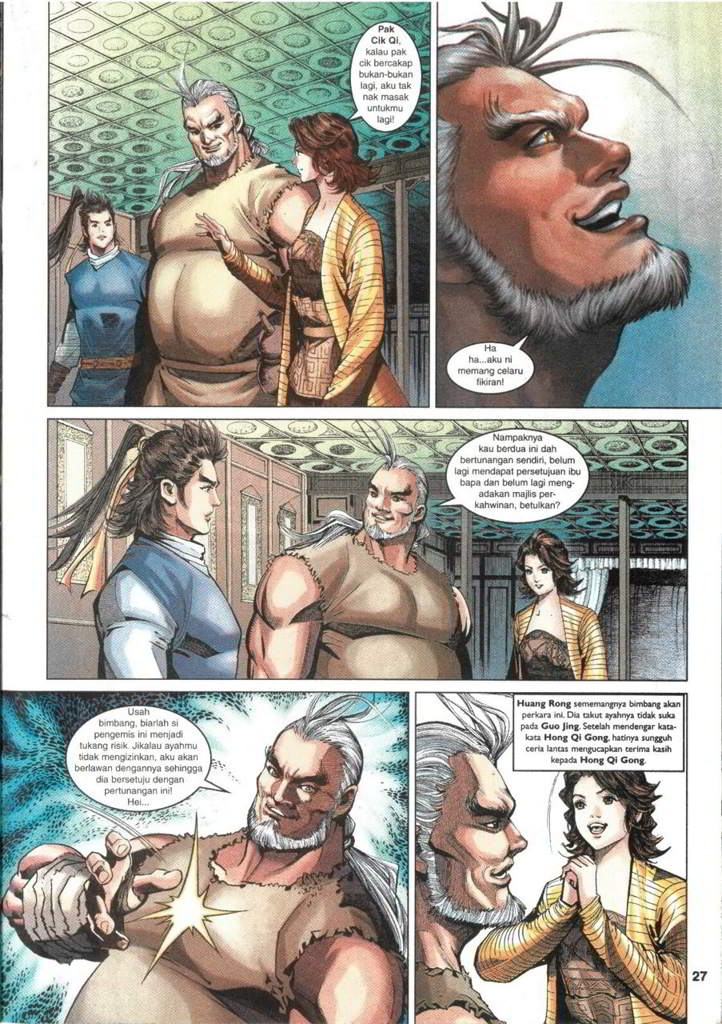 Pak
Cik Qi,
kalau pak
cik bercakap
bukan-bukan
lagi, aku tak
nak masak
untukmu
lagi!
Ha
ha...aku ni
memang celaru
fikiran!
Nampaknya
kau berdua ini dah
bertunangan sendiri, belum
lagi mendapat persetujuan ibu
bapa dan belum lagi meng-
adakan majlis per-
kahwinan, betulkan?
Usah
bimbang, biarlah si
pengemis ini menjadi
tukang risik. Jikalau ayahmu
tidak mengizinkan, aku akan
berlawan dengannya sehingga
dia bersetuju dengan
pertunangan ini!
Hei...
Huang Rong sememangnya bimbang akan
perkara ini. Dia takut ayahnya tidak suka
pada Guo Jing. Setelah mendengar kata-
kata Hong Qi Gong, hatinya sungguh
ceria lantas mengucapkan terima kasih
kepada Hong Qi Gong.
27